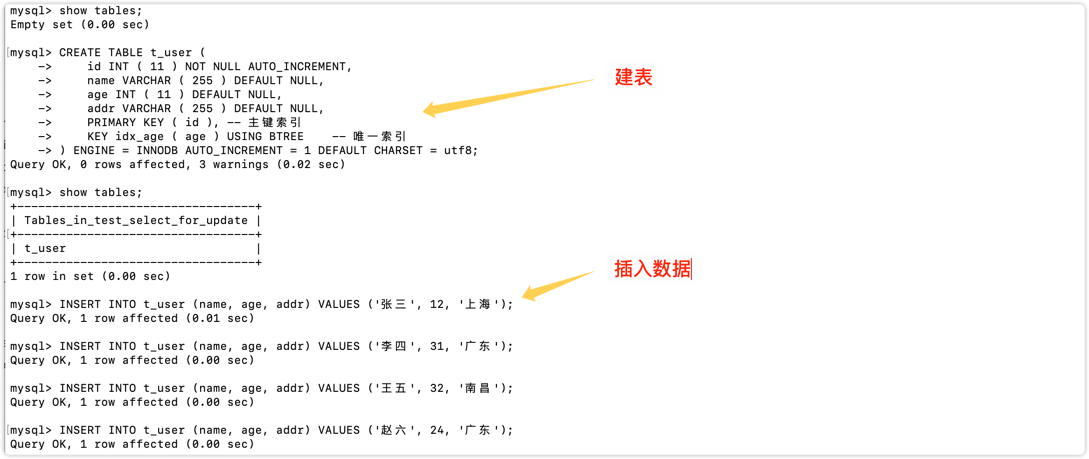 mysql> show tables;
Empty set (0.00 sec)
mysql> CREATE TABLE t_user (
    ->     id INT ( 11 ) NOT NULL AUTO_INCREMENT,
    ->     name VARCHAR ( 255 ) DEFAULT NULL,
    ->     age INT ( 11 ) DEFAULT NULL,
    ->     addr VARCHAR ( 255 ) DEFAULT NULL,
    ->     PRIMARY KEY ( id ), -- 主键索引
    ->     KEY idx_age ( age ) USING BTREE    -- 唯一索引
    -> ) ENGINE = INNODB AUTO_INCREMENT = 1 DEFAULT CHARSET = utf8;
建表
Query OK, 0 rows affected, 3 warnings (0.02 sec)
mysql> show tables;
+---------------------------------+
| Tables_in_test_select_for_update |
+---------------------------------+
| t_user                           |
+---------------------------------+
1 row in set (0.00 sec)
插入数据
mysql> INSERT INTO t_user (name, age, addr) VALUES ('张三', 12, '上海');
Query OK, 1 row affected (0.01 sec)
mysql> INSERT INTO t_user (name, age, addr) VALUES ('李四', 31, '广东');
Query OK, 1 row affected (0.00 sec)
mysql> INSERT INTO t_user (name, age, addr) VALUES ('王五', 32, '南昌');
Query OK, 1 row affected (0.00 sec)
mysql> INSERT INTO t_user (name, age, addr) VALUES ('赵六', 24, '广东');
Query OK, 1 row affected (0.00 sec)